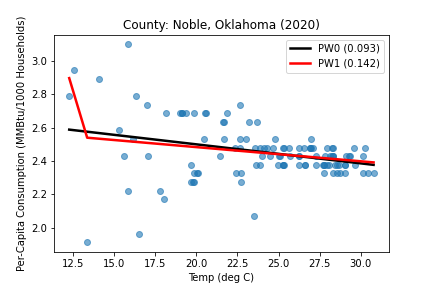 County: Noble, Oklahoma (2020)
PW0 (0.093)
PW1 (0.142)
Per-Capita Consumption (MMBtu/1000 Households)
3.0
2.8
2.6
2.4
2.2
2.0
12.5 15.0 17.5 20.0 22.5 25.0 27.5 30.0
Temp (deg C)